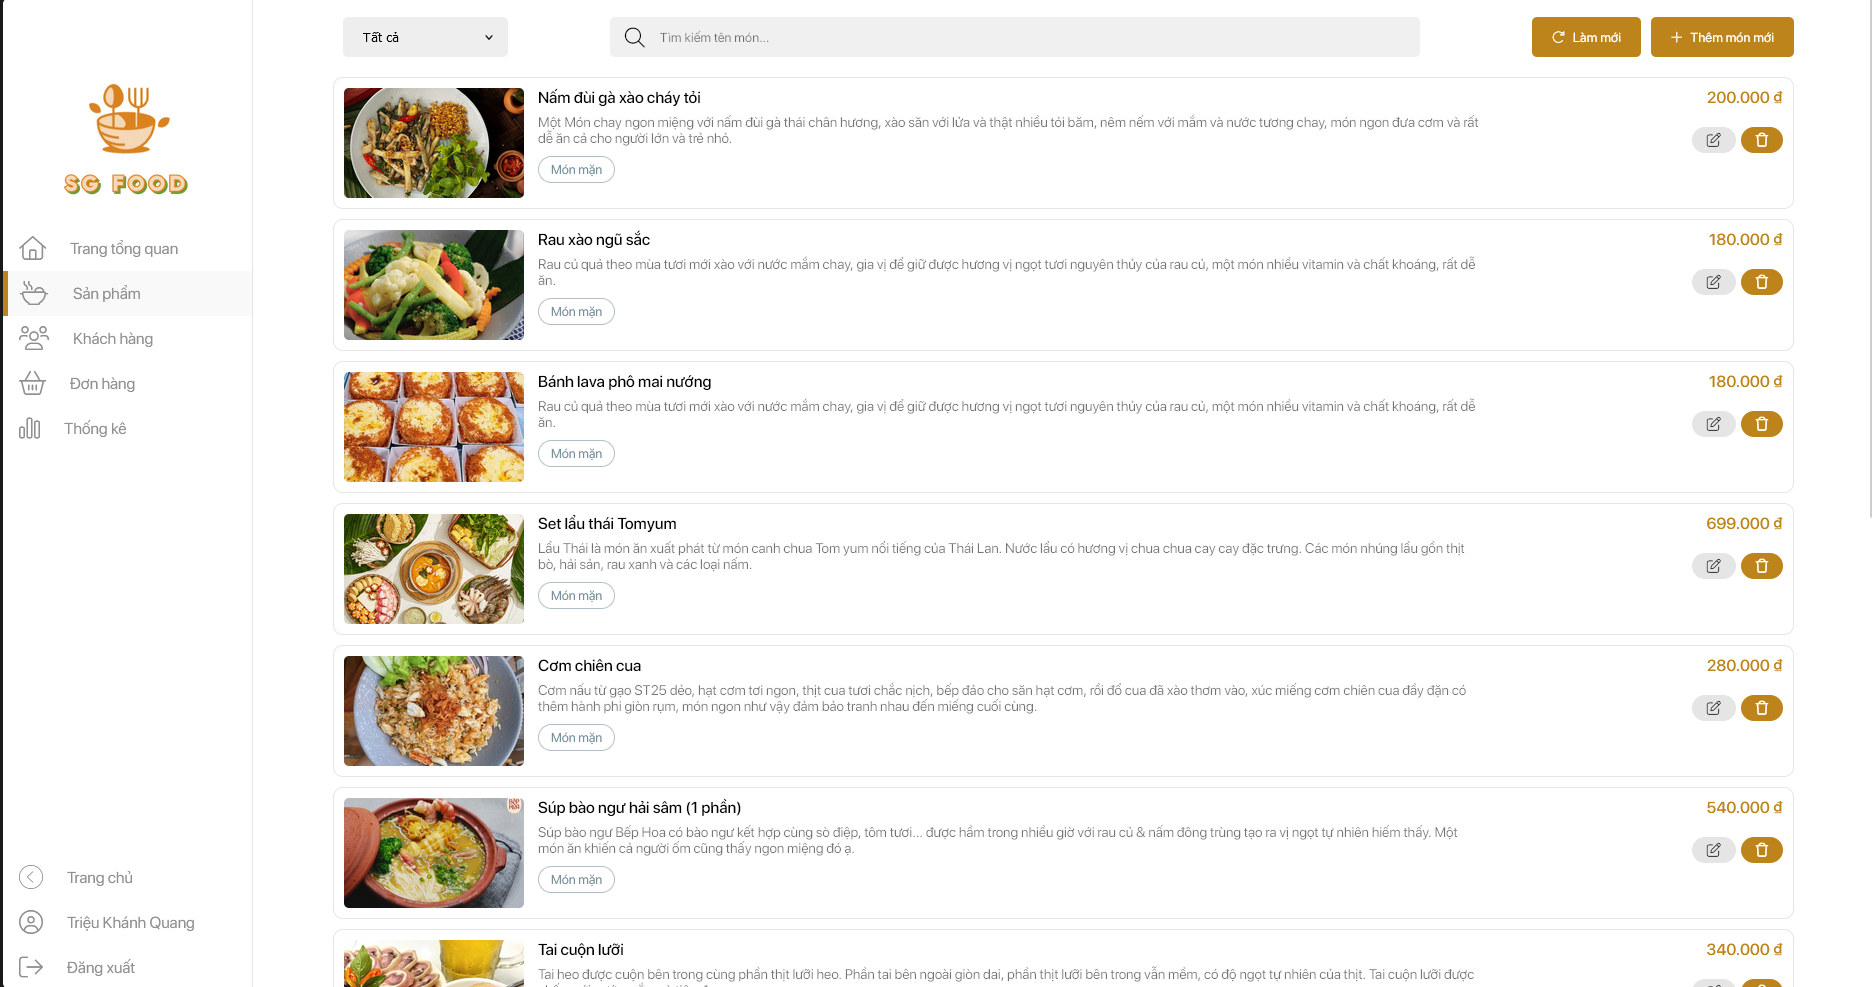 SG FOOD
Trang tổng quan
Sản phẩm
Khách hàng
Đơn hàng
Thống kê
Trang chủ
Triệu Khánh Quang
Đăng xuất
Tất cả
Tìm kiếm tên món...
Làm mới
Thêm món mới
Nấm đùi gà xào cháy tỏi
200.000 đ
Một Món chay ngon miệng với nấm đùi gà thái chân hương, xào săn với lửa và thật nhiều tỏi băm, nêm nếm với mắm và nước tương chay, món ngon đưa cơm và rất
dễ ăn cả cho người lớn và trẻ nhỏ.
Món mặn
Rau xào ngũ sắc
180.000 đ
Rau củ quả theo mùa tươi mới xào với nước mắm chay, gia vị để giữ được hương vị ngọt tươi nguyên thủy của rau củ, một món nhiều vitamin và chất khoáng, rất dễ
ăn.
Món mặn
Bánh lava phô mai nướng
180.000 đ
Rau củ quả theo mùa tươi mới xào với nước mắm chay, gia vị để giữ được hương vị ngọt tươi nguyên thủy của rau củ, một món nhiều vitamin và chất khoáng, rất dễ
ăn.
Món mặn
Set lẩu thái Tomyum
699.000 đ
Lẩu Thái là món ăn xuất phát từ món canh chua Tom yum nổi tiếng của Thái Lan. Nước lẩu có hương vị chua chua cay cay đặc trưng. Các món nhúng lẩu gồn thịt
bò, hải sản, rau xanh và các loại nấm.
Món mặn
Cơm chiên cua
280.000 đ
Cơm nấu từ gạo ST25 dẻo, hạt cơm tơi ngon, thịt cua tươi chắc nịch, bếp đảo cho săn hạt cơm, rồi đổ cua đã xào thơm vào, xúc miếng cơm chiên cua đầy đặn có
thêm hành phi giòn rụm, món ngon như vậy đảm bảo tranh nhau đến miếng cuối cùng.
Món mặn
Súp bào ngư hải sâm (1 phần)
540.000 đ
Súp bào ngư Bếp Hoa có bào ngư kết hợp cùng sò điệp, tôm tươi... được hầm trong nhiều giờ với rau củ & nấm đông trùng tạo ra vị ngọt tự nhiên hiếm thấy. Một
món ăn khiến cả người ốm cũng thấy ngon miệng đó ạ.
Món mặn
Tai cuộn lưỡi
340.000 đ
Tai heo được cuộn bên trong cùng phần thịt lưỡi heo. Phần tai bên ngoài giòn dai, phần thịt lưỡi bên trong vẫn mềm, có độ ngọt tự nhiên của thịt. Tai cuộn lưỡi được